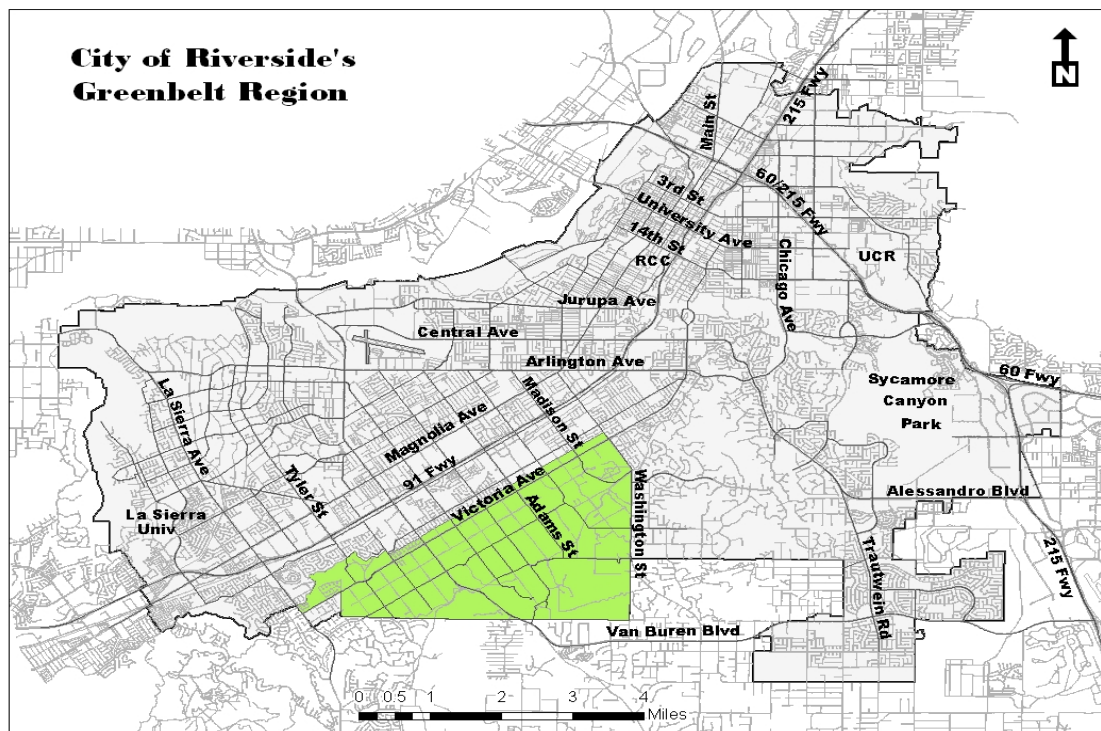 City of Riverside's
Greenbelt Region
N
215 Fwy
Main St
3rd St
60/215 Fwy
University Ave
14th St
RCC
Chicago Ave
UCR
Jurupa Ave
Central Ave
Arlington Ave
60 Fwy
La Sierra Ave
Madison St
Sycamore
Canyon
Park
Magnolia Ave
91 Fwy
Tyler St
Victoria Ave
Washington St
Alessandro Blvd
La Sierra
Univ
Adams St
Trautwein Rd
215 Fwy
Van Buren Blvd
0 0.5 1 2 3 4
Miles